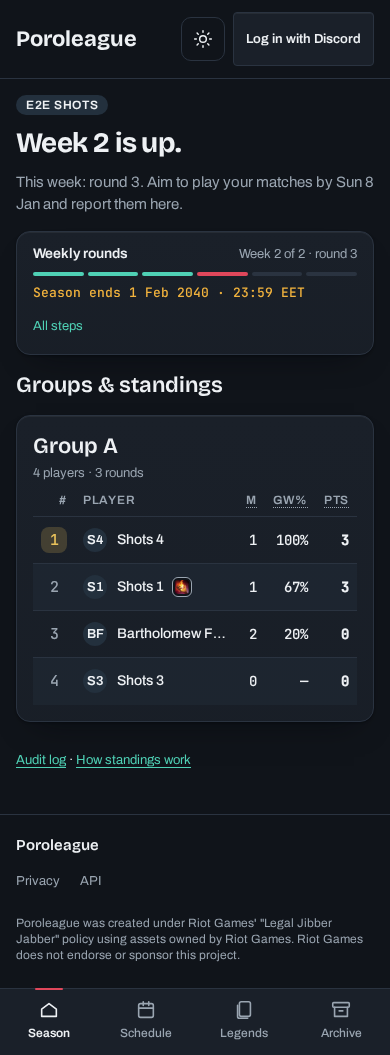 Poroleague
Log in with Discord
E2E SHOTS
Week 2 is up.
This week: round 3. Aim to play your matches by Sun 8
Jan and report them here.
Weekly rounds
Week 2 of 2 · round 3
Season ends 1 Feb 2040 · 23:59 EET
All steps
Groups & standings
Group A
4 players · 3 rounds
# PLAYER M GW% PTS
1 S4 Shots 4 1 100% 3
2 S1 Shots 1 1 67% 3
3 BF Bartholomew F... 2 20% 0
4 S3 Shots 3 0 – 0
Audit log · How standings work
Poroleague
Privacy API
Poroleague was created under Riot Games' "Legal Jibber
Jabber" policy using assets owned by Riot Games. Riot Games
does not endorse or sponsor this project.
Season Schedule Legends Archive